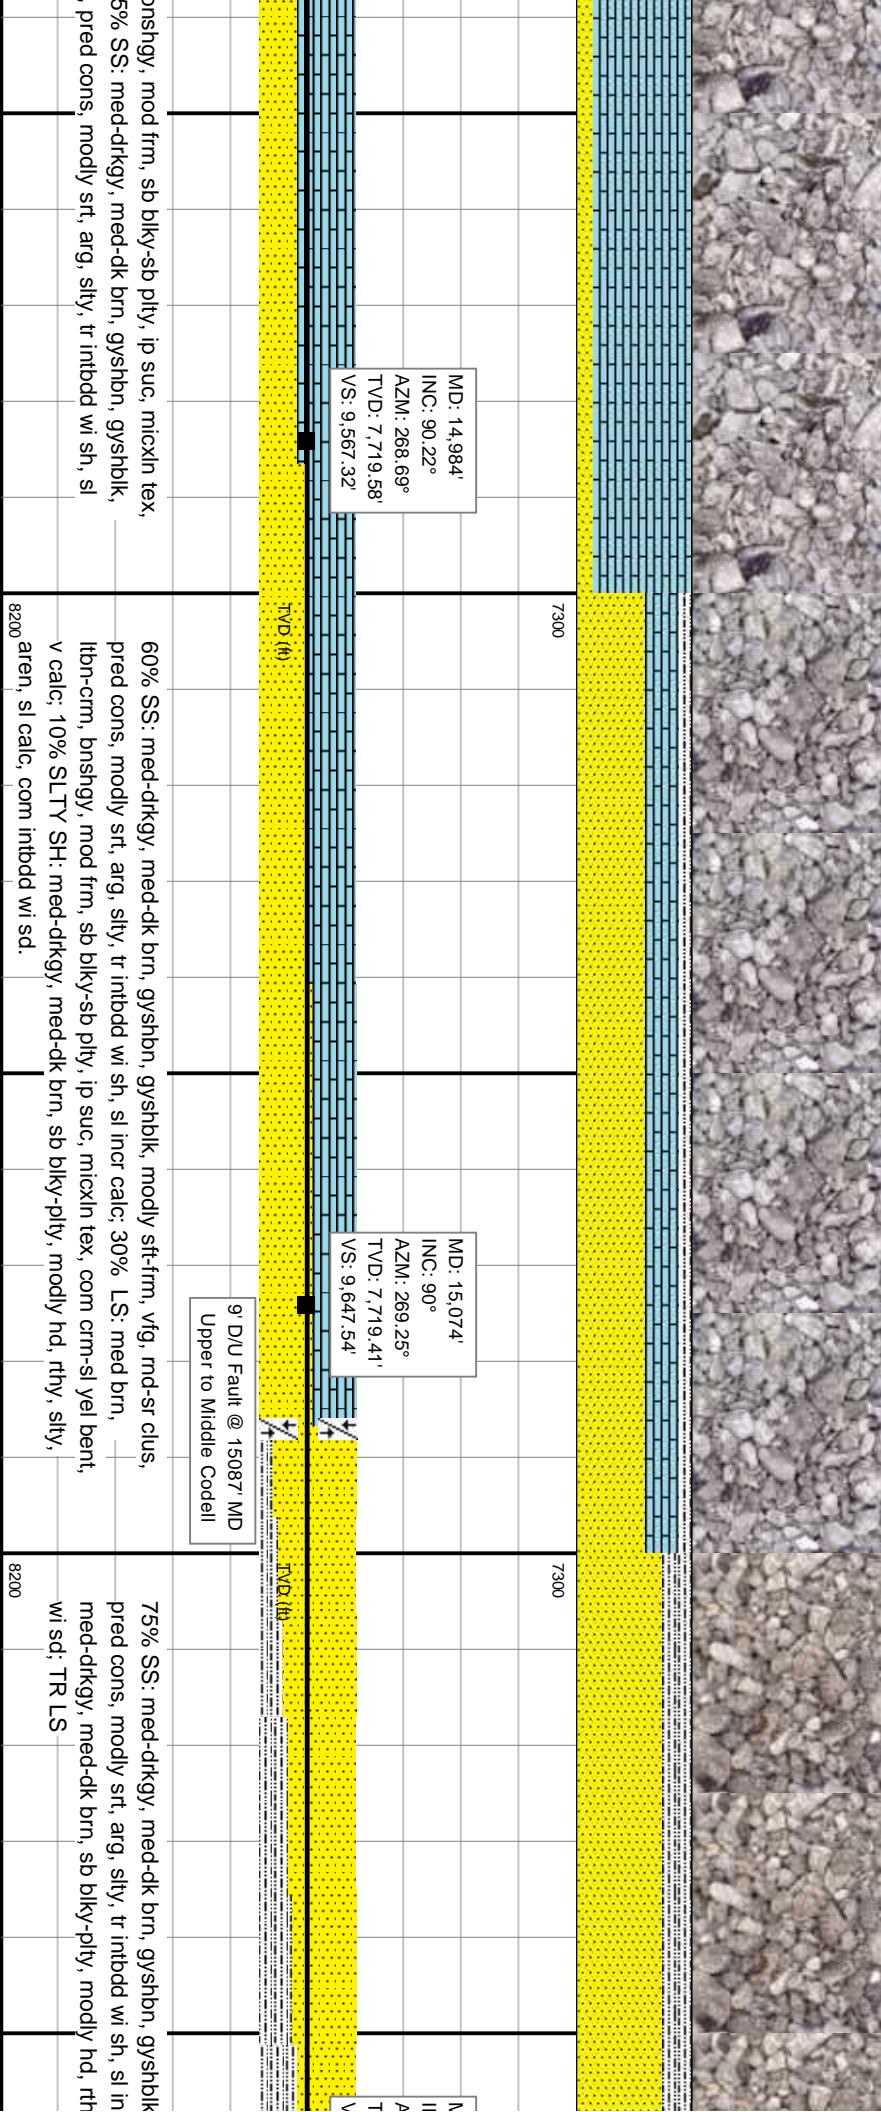 onshgy, mod frm, sb blky-sb plty, ip suc, micxln tex,
5% SS: med-drkgy, med-dk brn, gyshbn, gyshblk,
pred cons, modly srt, arg, slty, tr intbdd wi sh, sl
MD: 14,984'
INC: 90.22°
AZM: 268.69°
TVD: 7,719.58'
VS: 9,567.32'
7300
TVD (ft)
8200
60% SS: med-drkgy, med-dk brn, gyshbn, gyshblk, modly sft-frm, vfg, rnd-sr clus,
pred cons, modly srt, arg, slty, tr intbdd wi sh, sl incr calc; 30% LS: med brn,
ltbn-crm, bnshgy, mod frm, sb blky-sb plty, ip suc, micxln tex, com crm-sl yel bent,
v calc; 10% SLTY SH: med-drkgy, med-dk brn, sb blky-plty, modly hd, rthy, slty,
aren, sl calc, com intbdd wi sd.
MD: 15,074'
INC: 90°
AZM: 269.25°
TVD: 7,719.41'
VS: 9,647.54'
9' D/U Fault @ 15087' MD
Upper to Middle Codell
7300
TVD (ft)
8200
75% SS: med-drkgy, med-dk brn, gyshbn, gyshblk
pred cons, modly srt, arg, slty, tr intbdd wi sh, sl in
med-drkgy, med-dk brn, sb blky-plty, modly hd, rth
wi sd; TR LS